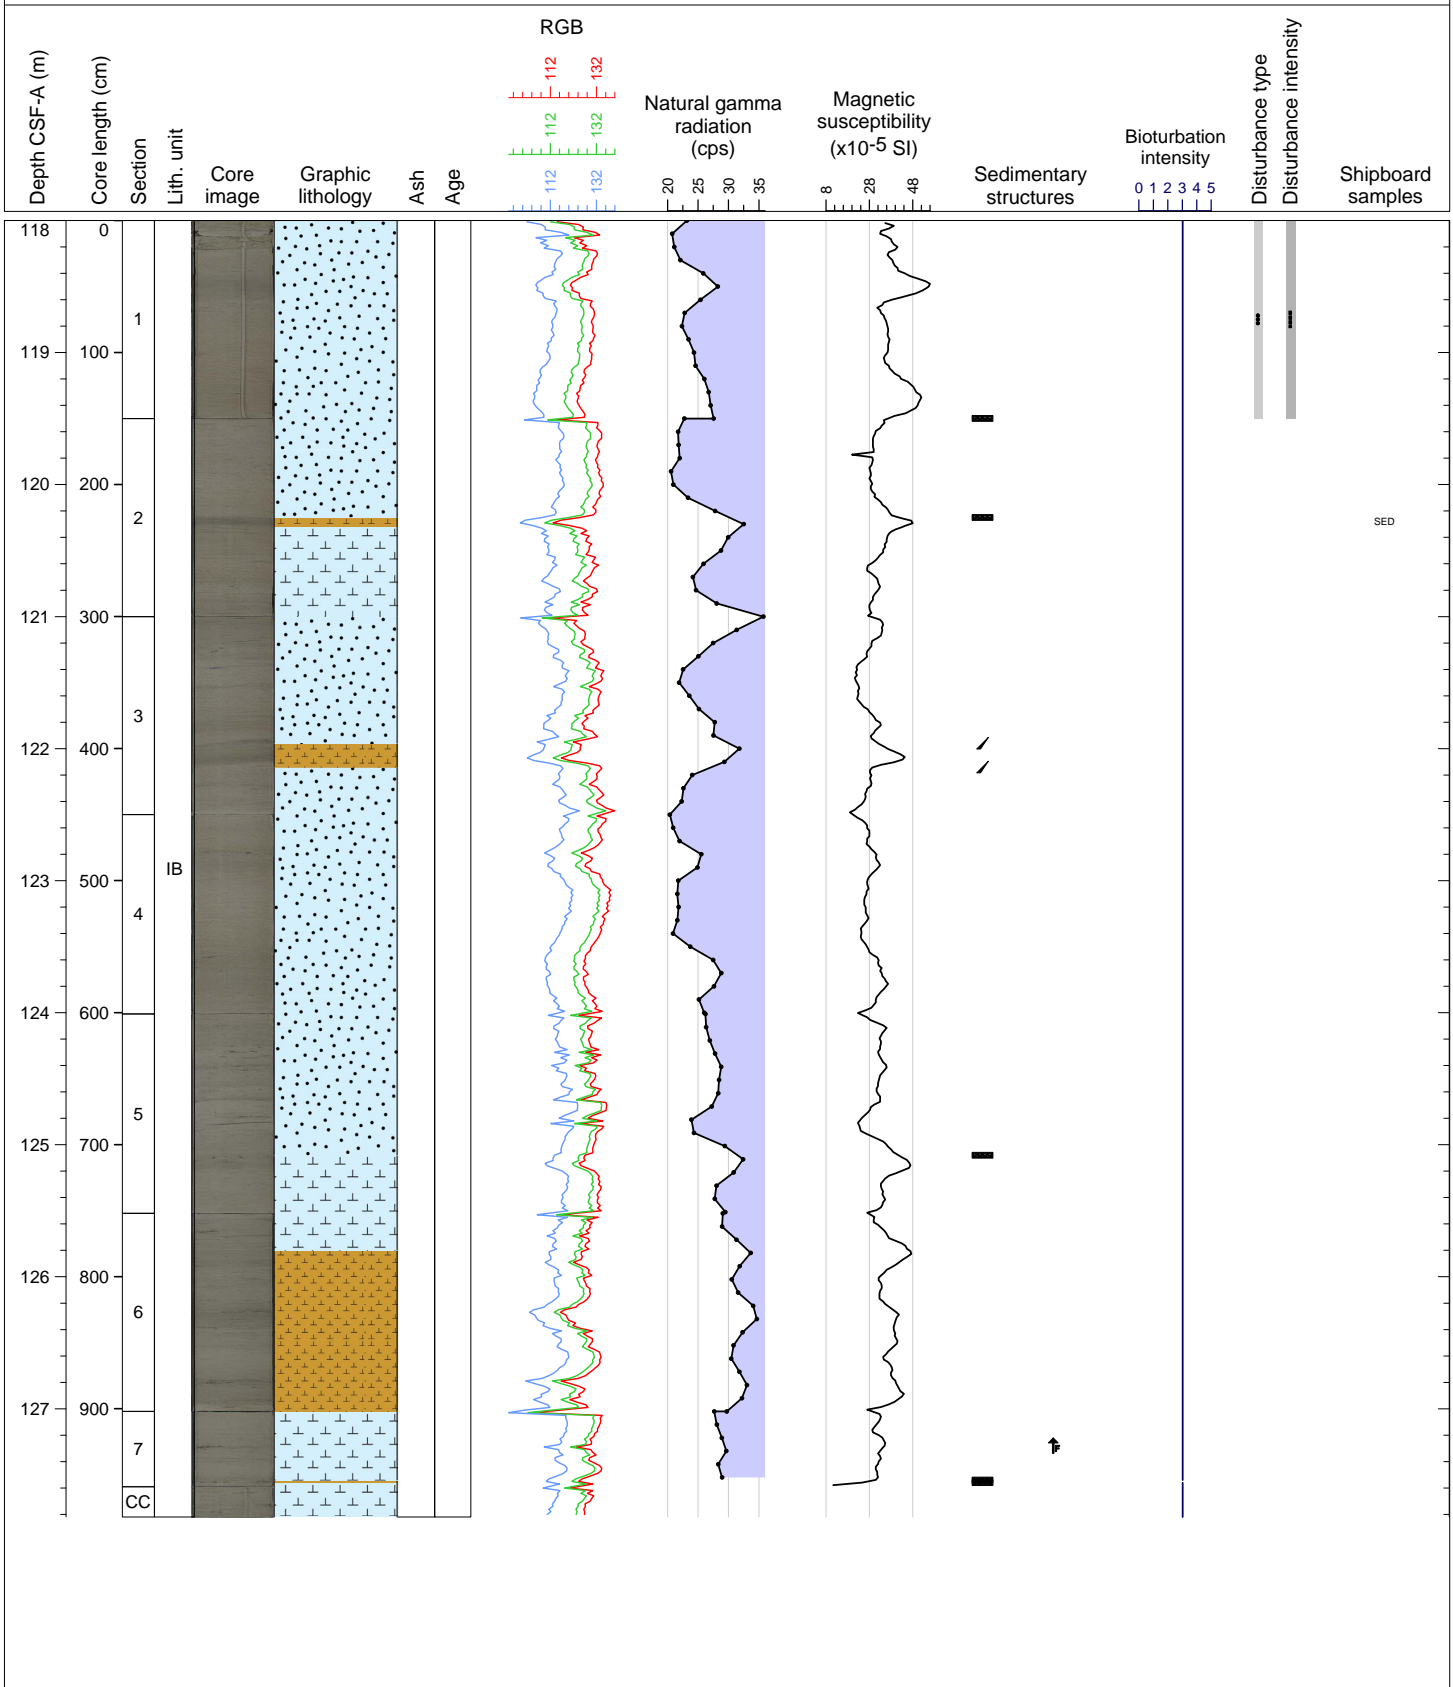 RGB
112 132
112 132
112 132
Depth CSF-A (m)
Core length (cm)
Section
Lith. unit
Core
image
Graphic
lithology
Ash
Age
Natural gamma
radiation
(cps)
20 25 30 35
Magnetic
susceptibility
(x10-5 SI)
8 28 48
Sedimentary
structures
Bioturbation
intensity
0 1 2 3 4 5
Disturbance type
Disturbance intensity
Shipboard
samples
118 0
1
119 100
120 200
2
SED
121 300
3
122 400
IB
123 500
4
124 600
5
125 700
126 800
6
127 900
7
CC